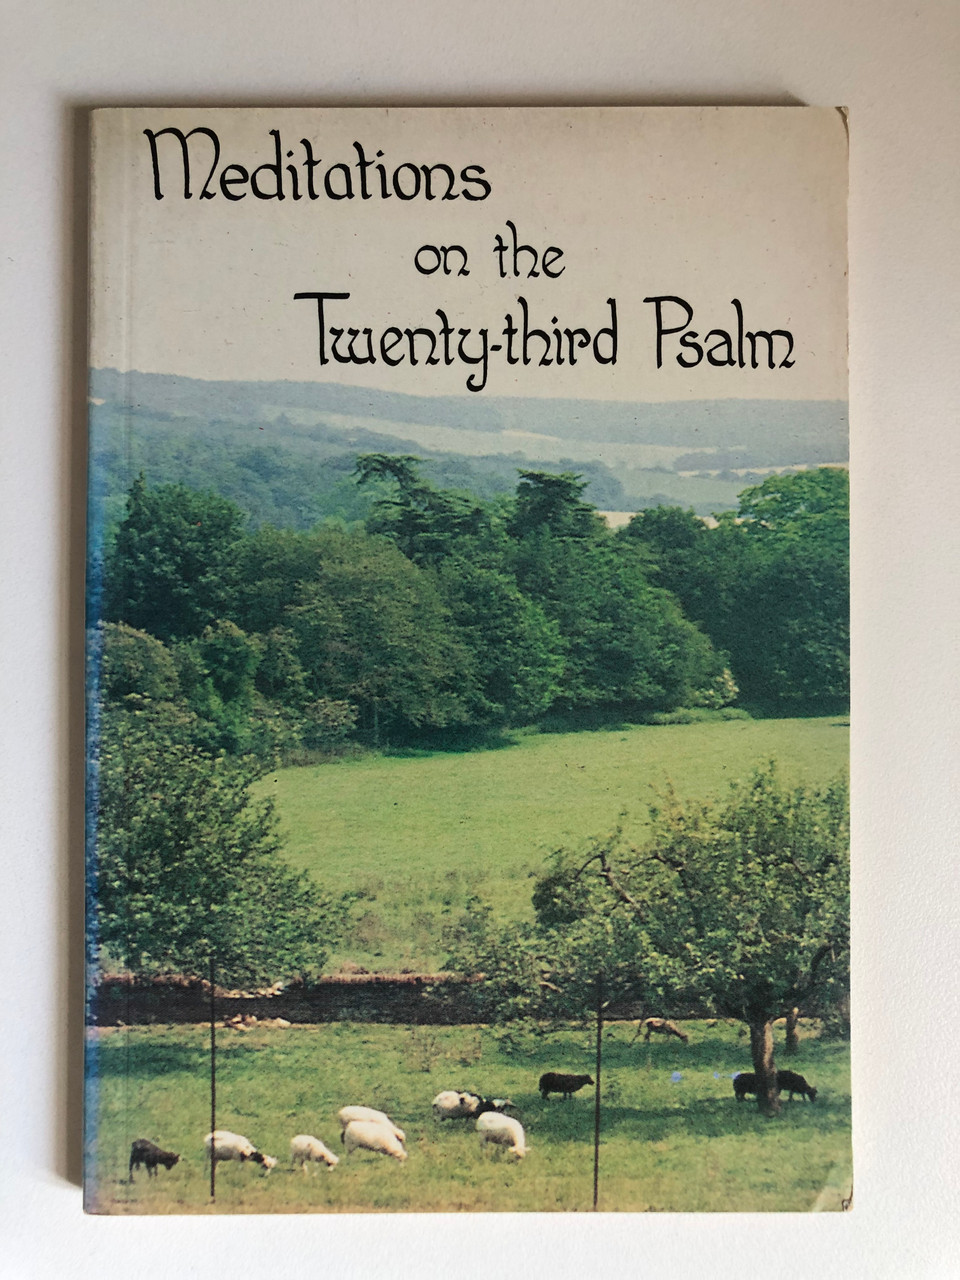 Meditations
on the
Twenty-third Psalm